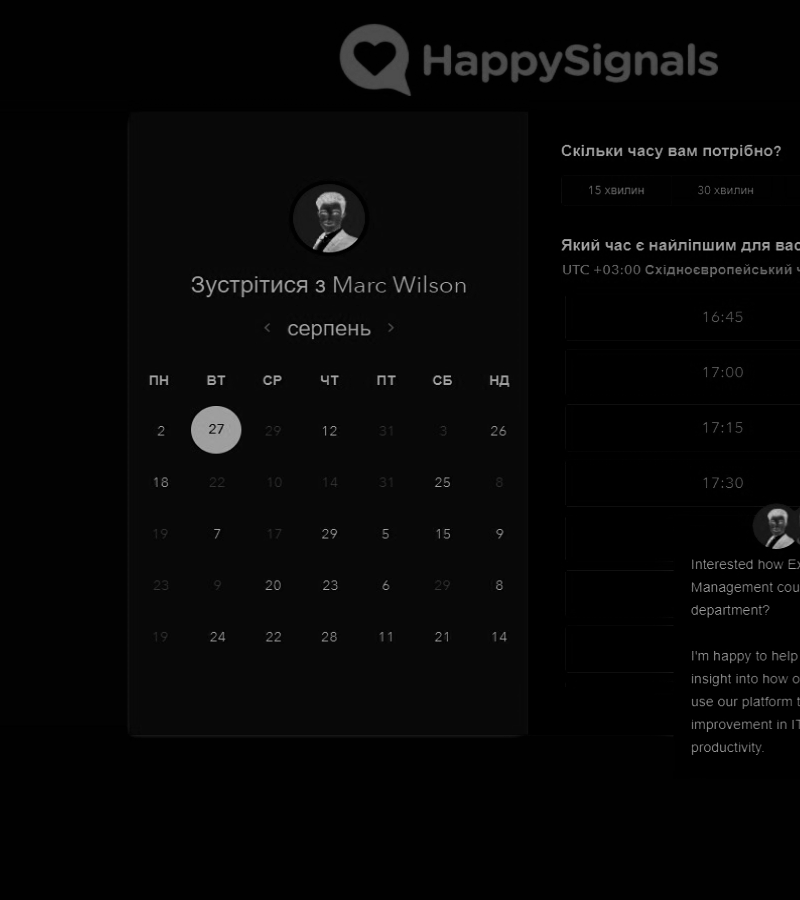 HappySignals
Скільки часу вам потрібно?
15 хвилин 30 хвилин
Зустрітися з Marc Wilson
‹ серпень ›
ПН ВТ СР ЧТ ПТ СБ НД
2 27 29 12 31 3 26
18 22 10 14 31 25 8
19 7 17 29 5 15 9
23 9 20 23 6 29 8
19 24 22 28 11 21 14
Який час є найліпшим для вас
UTC +03:00 Східноєвропейський
16:45
17:00
17:15
17:30
Interested how
Management
department?
I'm happy to help
insight into how
use our platform
improvement in
productivity.